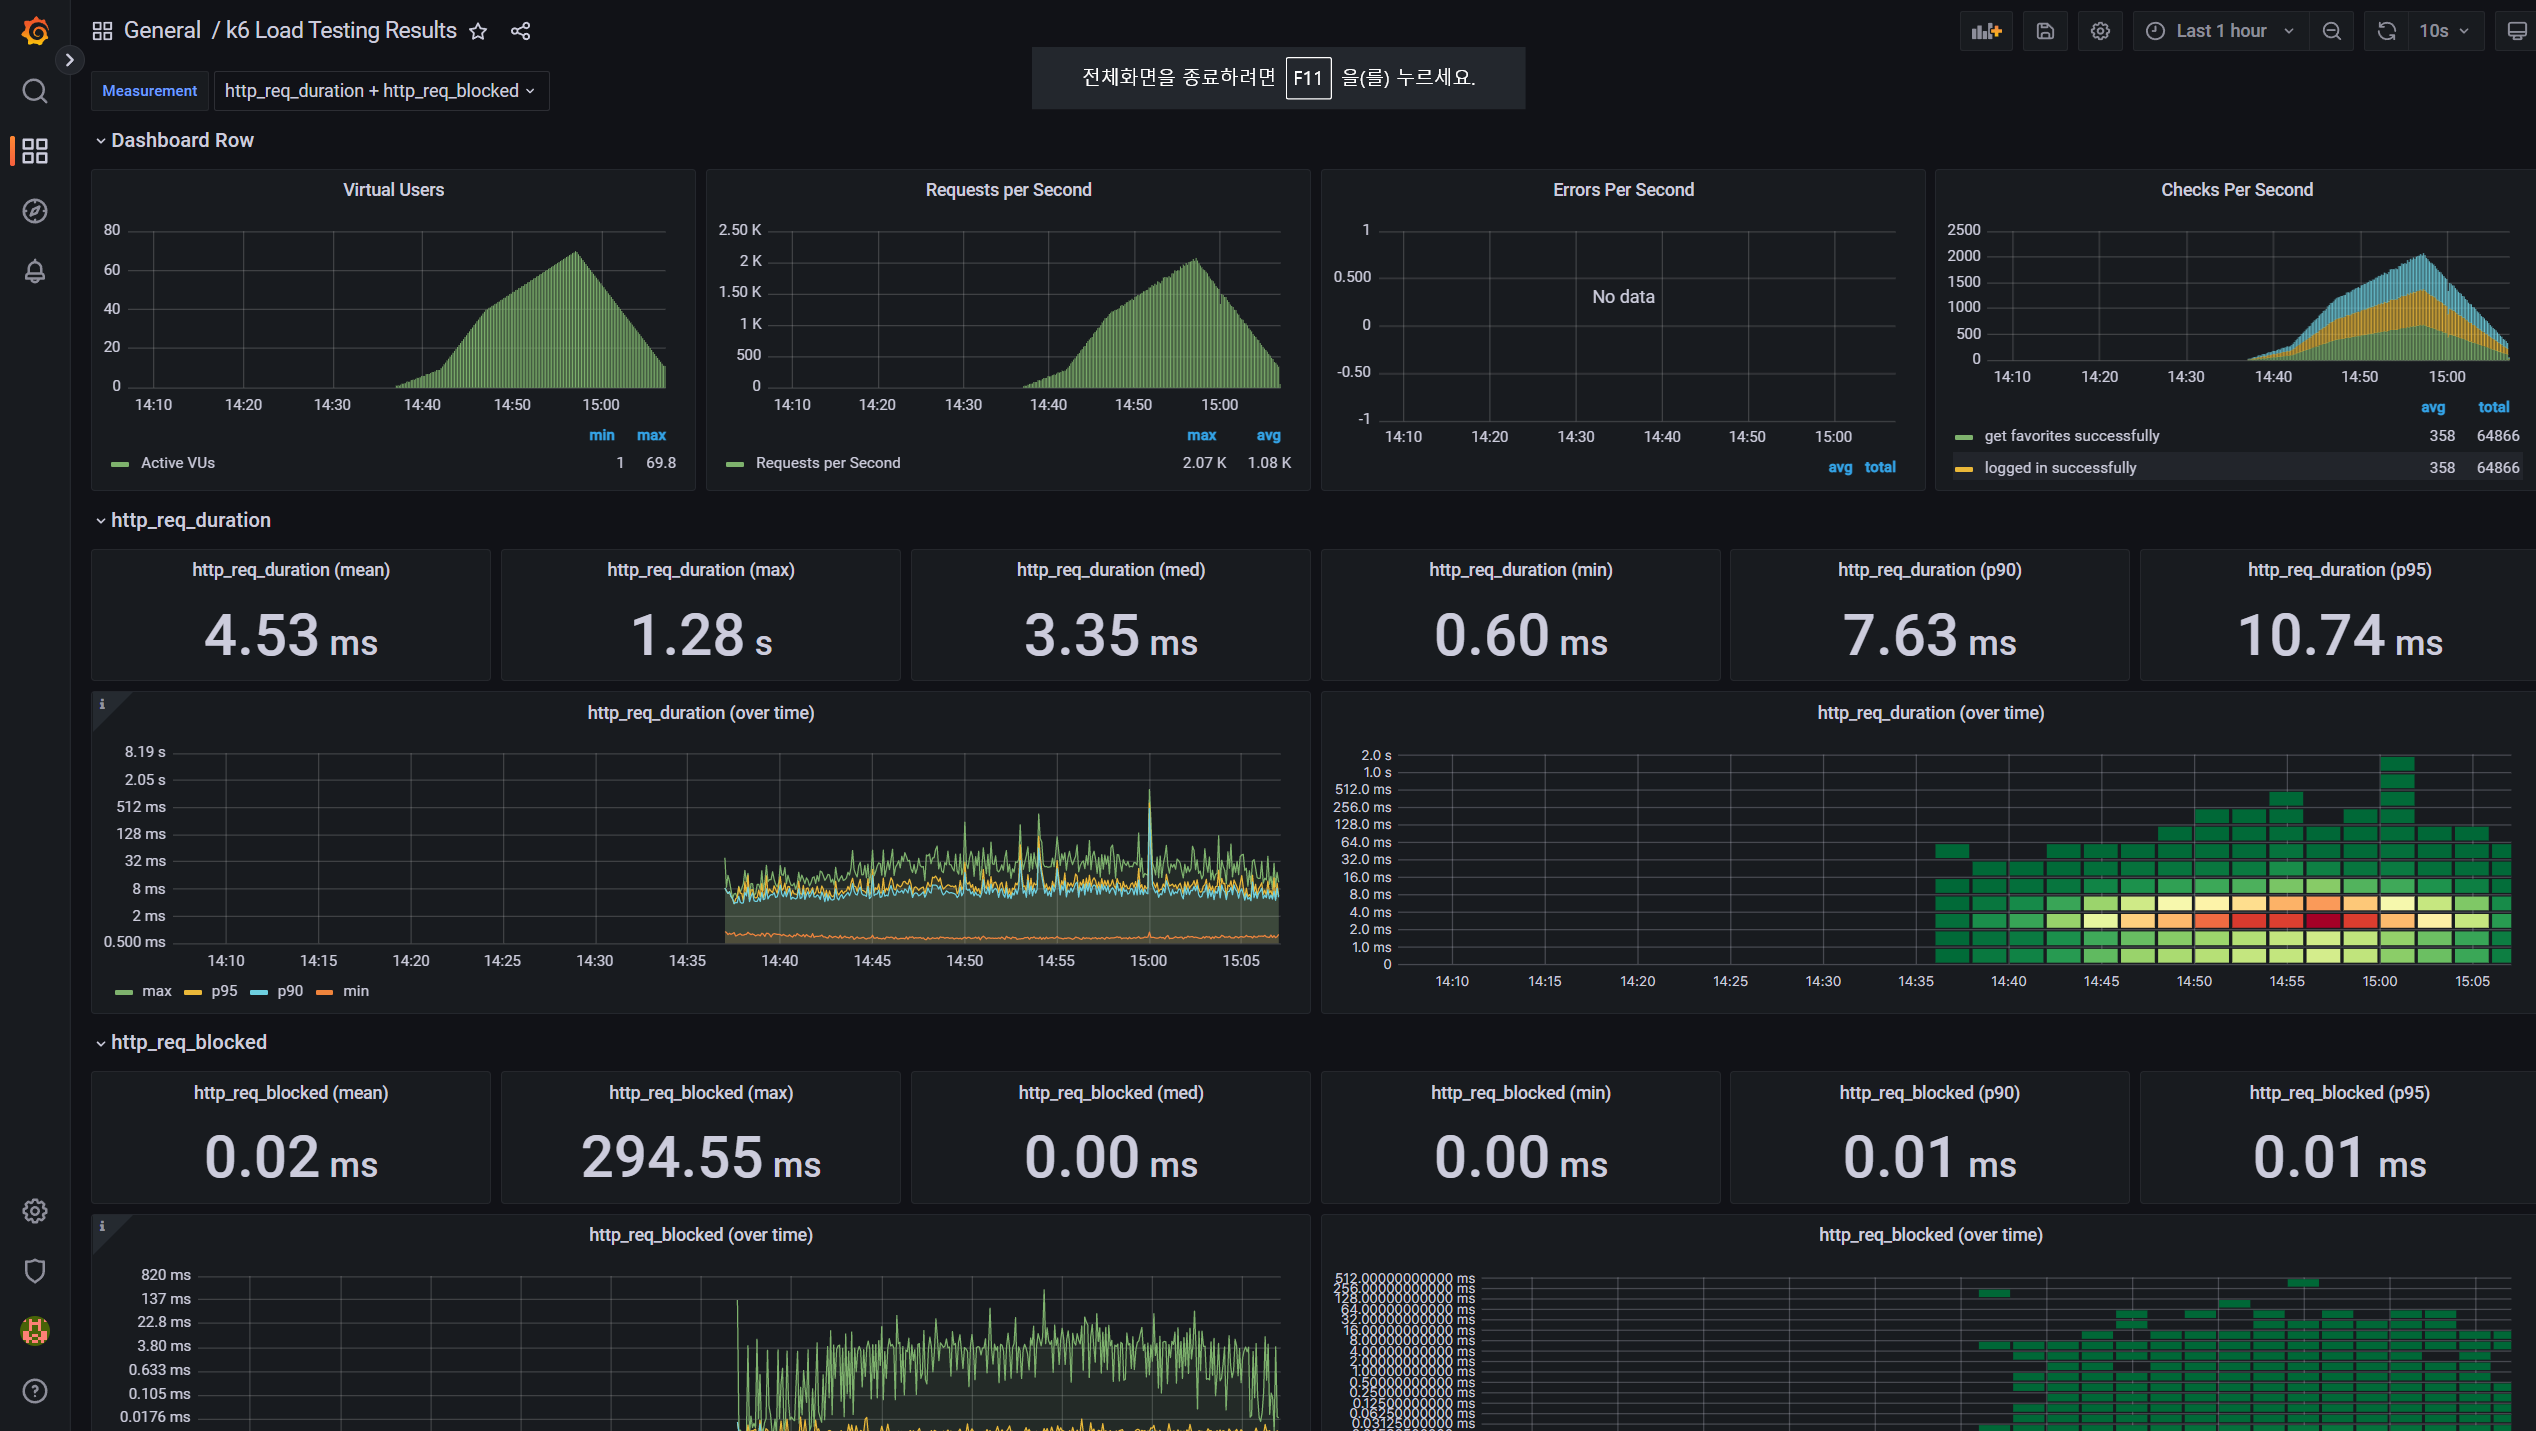 General / k6 Load Testing Results
Last 1 hour
10s
Measurement
http_req_duration + http_req_blocked
전체화면을 종료하려면 F11 을(를) 누르세요.
Dashboard Row
Virtual Users
80
60
40
20
0
14:10 14:20 14:30 14:40 14:50 15:00
min max
Active VUs 1 69.8
Requests per Second
2.50 K
2 K
1.50 K
1 K
500
0
14:10 14:20 14:30 14:40 14:50 15:00
max avg
Requests per Second 2.07 K 1.08 K
Errors Per Second
1
0.500
0
-0.50
-1
No data
14:10 14:20 14:30 14:40 14:50 15:00
avg total
Checks Per Second
2500
2000
1500
1000
500
0
14:10 14:20 14:30 14:40 14:50 15:00
avg total
get favorites successfully 358 64866
logged in successfully 358 64866
http_req_duration
http_req_duration (mean)
4.53 ms
http_req_duration (max)
1.28 s
http_req_duration (med)
3.35 ms
http_req_duration (min)
0.60 ms
http_req_duration (p90)
7.63 ms
http_req_duration (p95)
10.74 ms
i
http_req_duration (over time)
8.19 s
2.05 s
512 ms
128 ms
32 ms
8 ms
2 ms
0.500 ms
14:10 14:15 14:20 14:25 14:30 14:35 14:40 14:45 14:50 14:55 15:00 15:05
max p95 p90 min
http_req_duration (over time)
2.0 s
1.0 s
512.0 ms
256.0 ms
128.0 ms
64.0 ms
32.0 ms
16.0 ms
8.0 ms
4.0 ms
2.0 ms
1.0 ms
0
14:10 14:15 14:20 14:25 14:30 14:35 14:40 14:45 14:50 14:55 15:00 15:05
http_req_blocked
http_req_blocked (mean)
0.02 ms
http_req_blocked (max)
294.55 ms
http_req_blocked (med)
0.00 ms
http_req_blocked (min)
0.00 ms
http_req_blocked (p90)
0.01 ms
http_req_blocked (p95)
0.01 ms
i
http_req_blocked (over time)
820 ms
137 ms
22.8 ms
3.80 ms
0.633 ms
0.105 ms
0.0176 ms
http_req_blocked (over time)
512.00000000000 ms
256.00000000000 ms
128.00000000000 ms
64.00000000000 ms
32.00000000000 ms
16.00000000000 ms
8.00000000000 ms
4.00000000000 ms
2.00000000000 ms
1.00000000000 ms
0.50000000000 ms
0.25000000000 ms
0.12500000000 ms
0.06250000000 ms
0.03125000000 ms